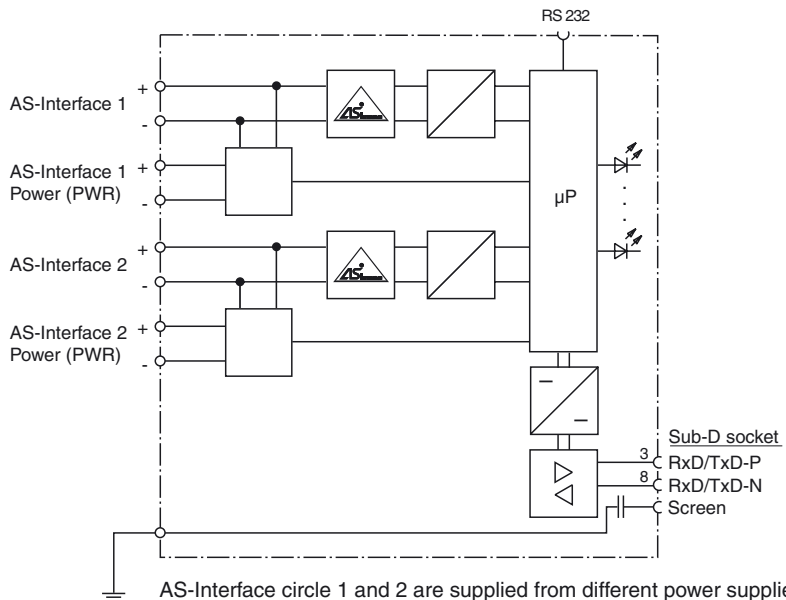 RS 232
AS-Interface 1
+
-
AS-Interface 1
Power (PWR)
+
-
AS-Interface 2
+
-
AS-Interface 2
Power (PWR)
+
-
µP
Sub-D socket
3 RxD/TxD-P
8 RxD/TxD-N
Screen
AS-Interface circle 1 and 2 are supplied from different power supplies